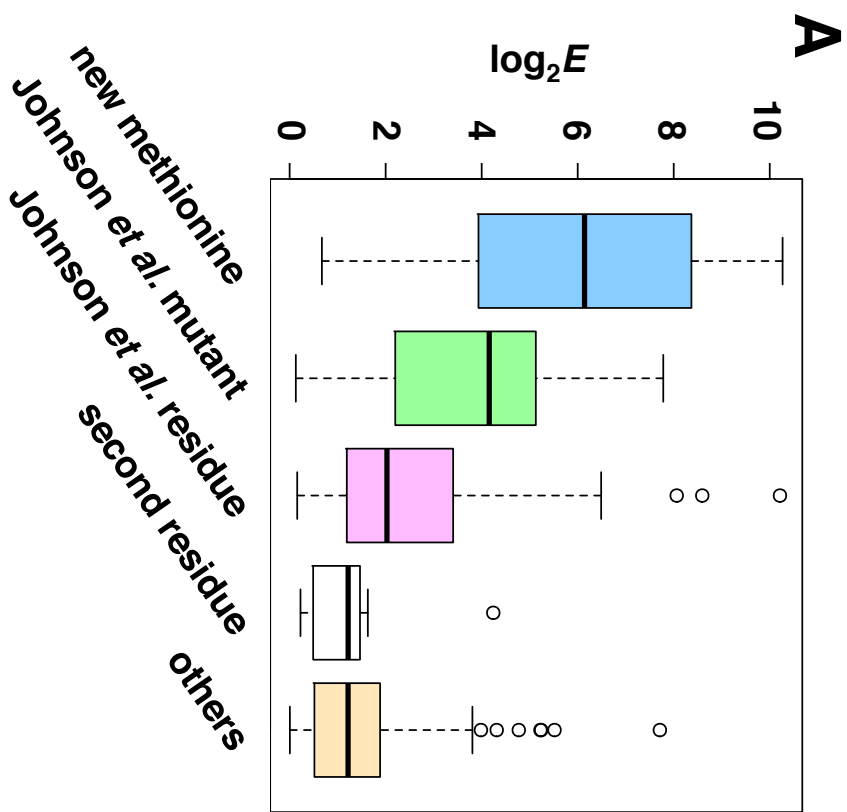 A
log₂E
10
8
6
4
2
0
new methionine
Johnson et al. mutant
Johnson et al. residue
second residue
others